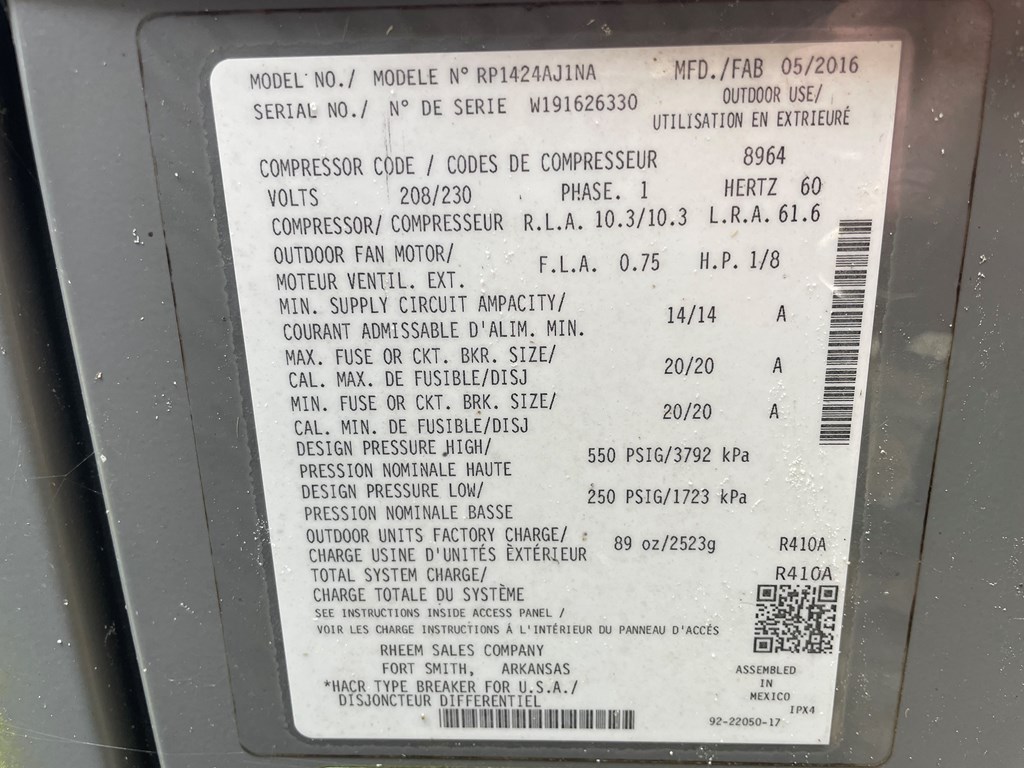 MODEL NO./ MODELE N° RP1424AJ1NA MFD./FAB 05/2016
SERIAL NO./ N° DE SERIE W191626330 OUTDOOR USE/
UTILISATION EN EXTRIEURÉ
COMPRESSOR CODE / CODES DE COMPRESSEUR 8964
VOLTS 208/230 PHASE. 1 HERTZ 60
COMPRESSOR/ COMPRESSEUR R.L.A. 10.3/10.3 L.R.A. 61.6
OUTDOOR FAN MOTOR/
MOTEUR VENTIL. EXT. F.L.A. 0.75 H.P. 1/8
MIN. SUPPLY CIRCUIT AMPACITY/
COURANT ADMISSABLE D'ALIM. MIN. 14/14 A
MAX. FUSE OR CKT. BKR. SIZE/
CAL. MAX. DE FUSIBLE/DISJ 20/20 A
MIN. FUSE OR CKT. BRK. SIZE/
CAL. MIN. DE FUSIBLE/DISJ 20/20 A
DESIGN PRESSURE HIGH/
PRESSION NOMINALE HAUTE 550 PSIG/3792 kPa
DESIGN PRESSURE LOW/
PRESSION NOMINALE BASSE 250 PSIG/1723 kPa
OUTDOOR UNITS FACTORY CHARGE/
CHARGE USINE D'UNITÉS ÈXTÉRIEUR 89 oz/2523g R410A
TOTAL SYSTEM CHARGE/ R410A
CHARGE TOTALE DU SYSTÈME
SEE INSTRUCTIONS INSIDE ACCESS PANEL /
VOIR LES CHARGE INSTRUCTIONS À L'INTÉRIEUR DU PANNEAU D'ACCÉS
RHEEM SALES COMPANY
FORT SMITH, ARKANSAS
*HACR TYPE BREAKER FOR U.S.A./
DISJONCTEUR DIFFERENTIEL
ASSEMBLED
IN
MEXICO
IPX4
92-22050-17